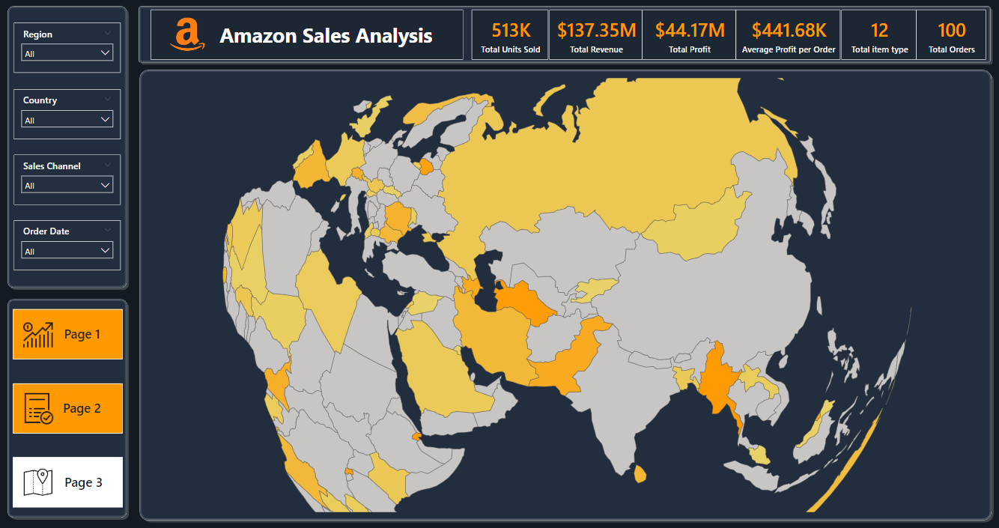 Region
All
Country
All
Sales Channel
All
Order Date
All
Page 1
Page 2
Page 3
a
Amazon Sales Analysis
513K
Total Units Sold
$137.35M
Total Revenue
$44.17M
Total Profit
$441.68K
Average Profit per Order
12
Total item type
100
Total Orders